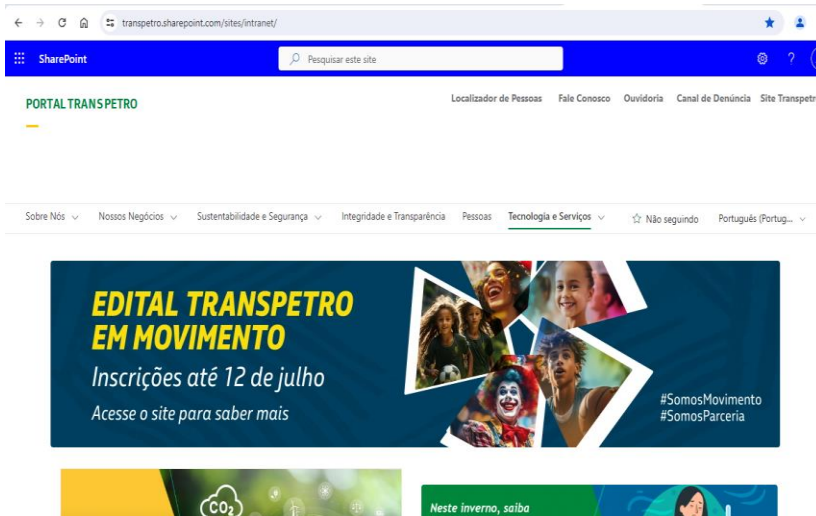 transpetro.sharepoint.com/sites/intranet/
SharePoint
Pesquisar este site
PORTAL TRANSPETRO
Localizador de Pessoas Fale Conosco Ouvidoria Canal de Denúncia Site Transpetr
Sobre Nós Nossos Negócios Sustentabilidade e Segurança Integridade e Transparência Pessoas Tecnologia e Serviços Não seguindo Português (Portug...
EDITAL TRANSPETRO
EM MOVIMENTO
Inscrições até 12 de julho
Acesse o site para saber mais
#SomosMovimento
#SomosParceria
CO2
Neste inverno, saiba